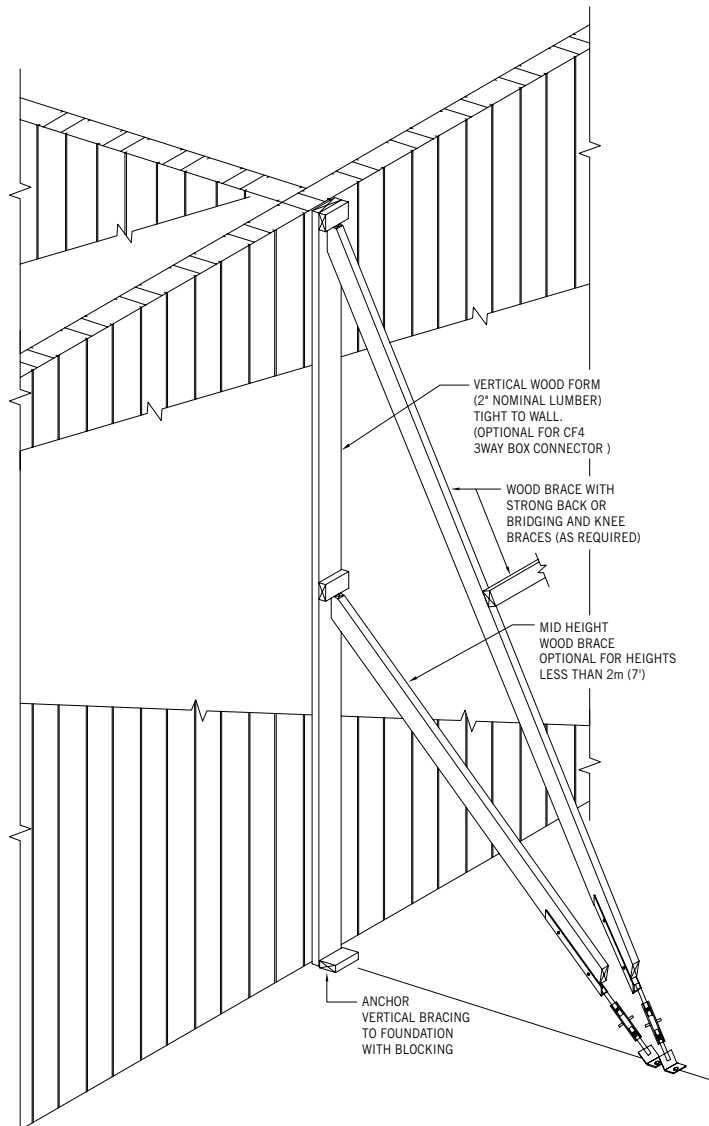 VERTICAL WOOD FORM
(2" NOMINAL LUMBER)
TIGHT TO WALL.
(OPTIONAL FOR CF4
3WAY BOX CONNECTOR )
WOOD BRACE WITH
STRONG BACK OR
BRIDGING AND KNEE
BRACES (AS REQUIRED)
MID HEIGHT
WOOD BRACE
OPTIONAL FOR HEIGHTS
LESS THAN 2m (7')
ANCHOR
VERTICAL BRACING
TO FOUNDATION
WITH BLOCKING